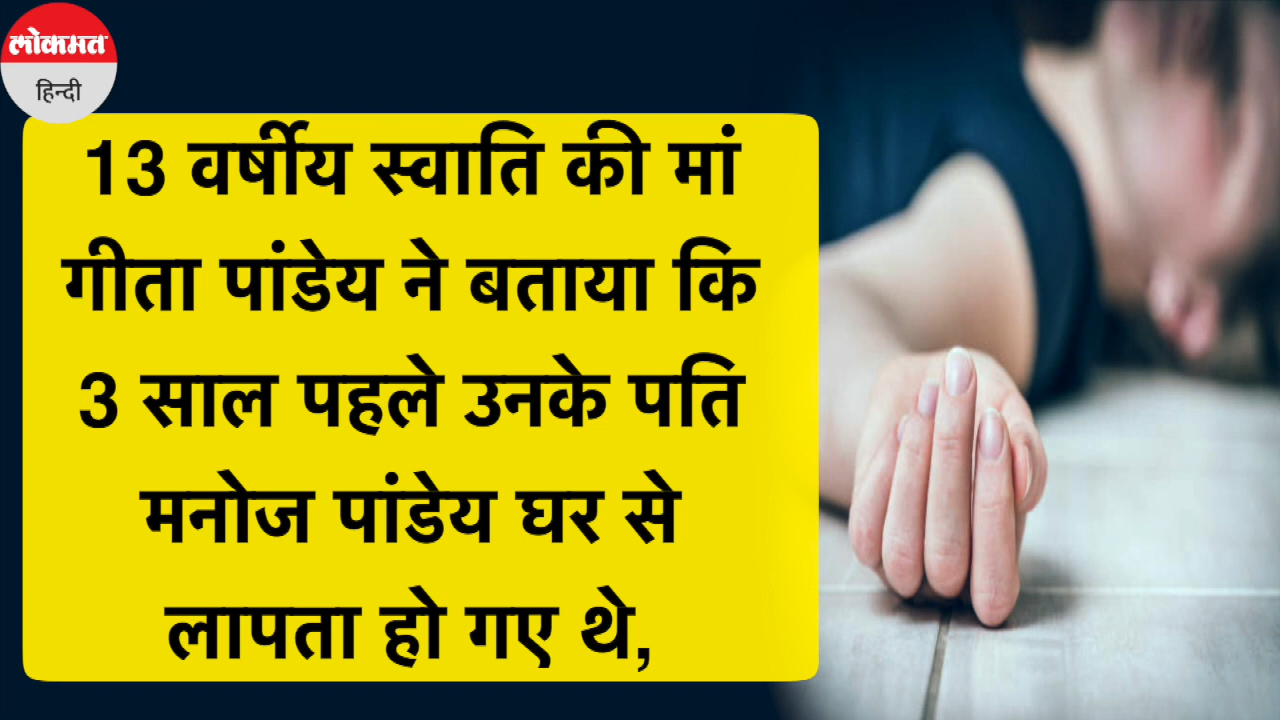 लोकमत
हिन्दी
13 वर्षीय स्वाति की मां
गीता पांडेय ने बताया कि
3 साल पहले उनके पति
मनोज पांडेय घर से
लापता हो गए थे,